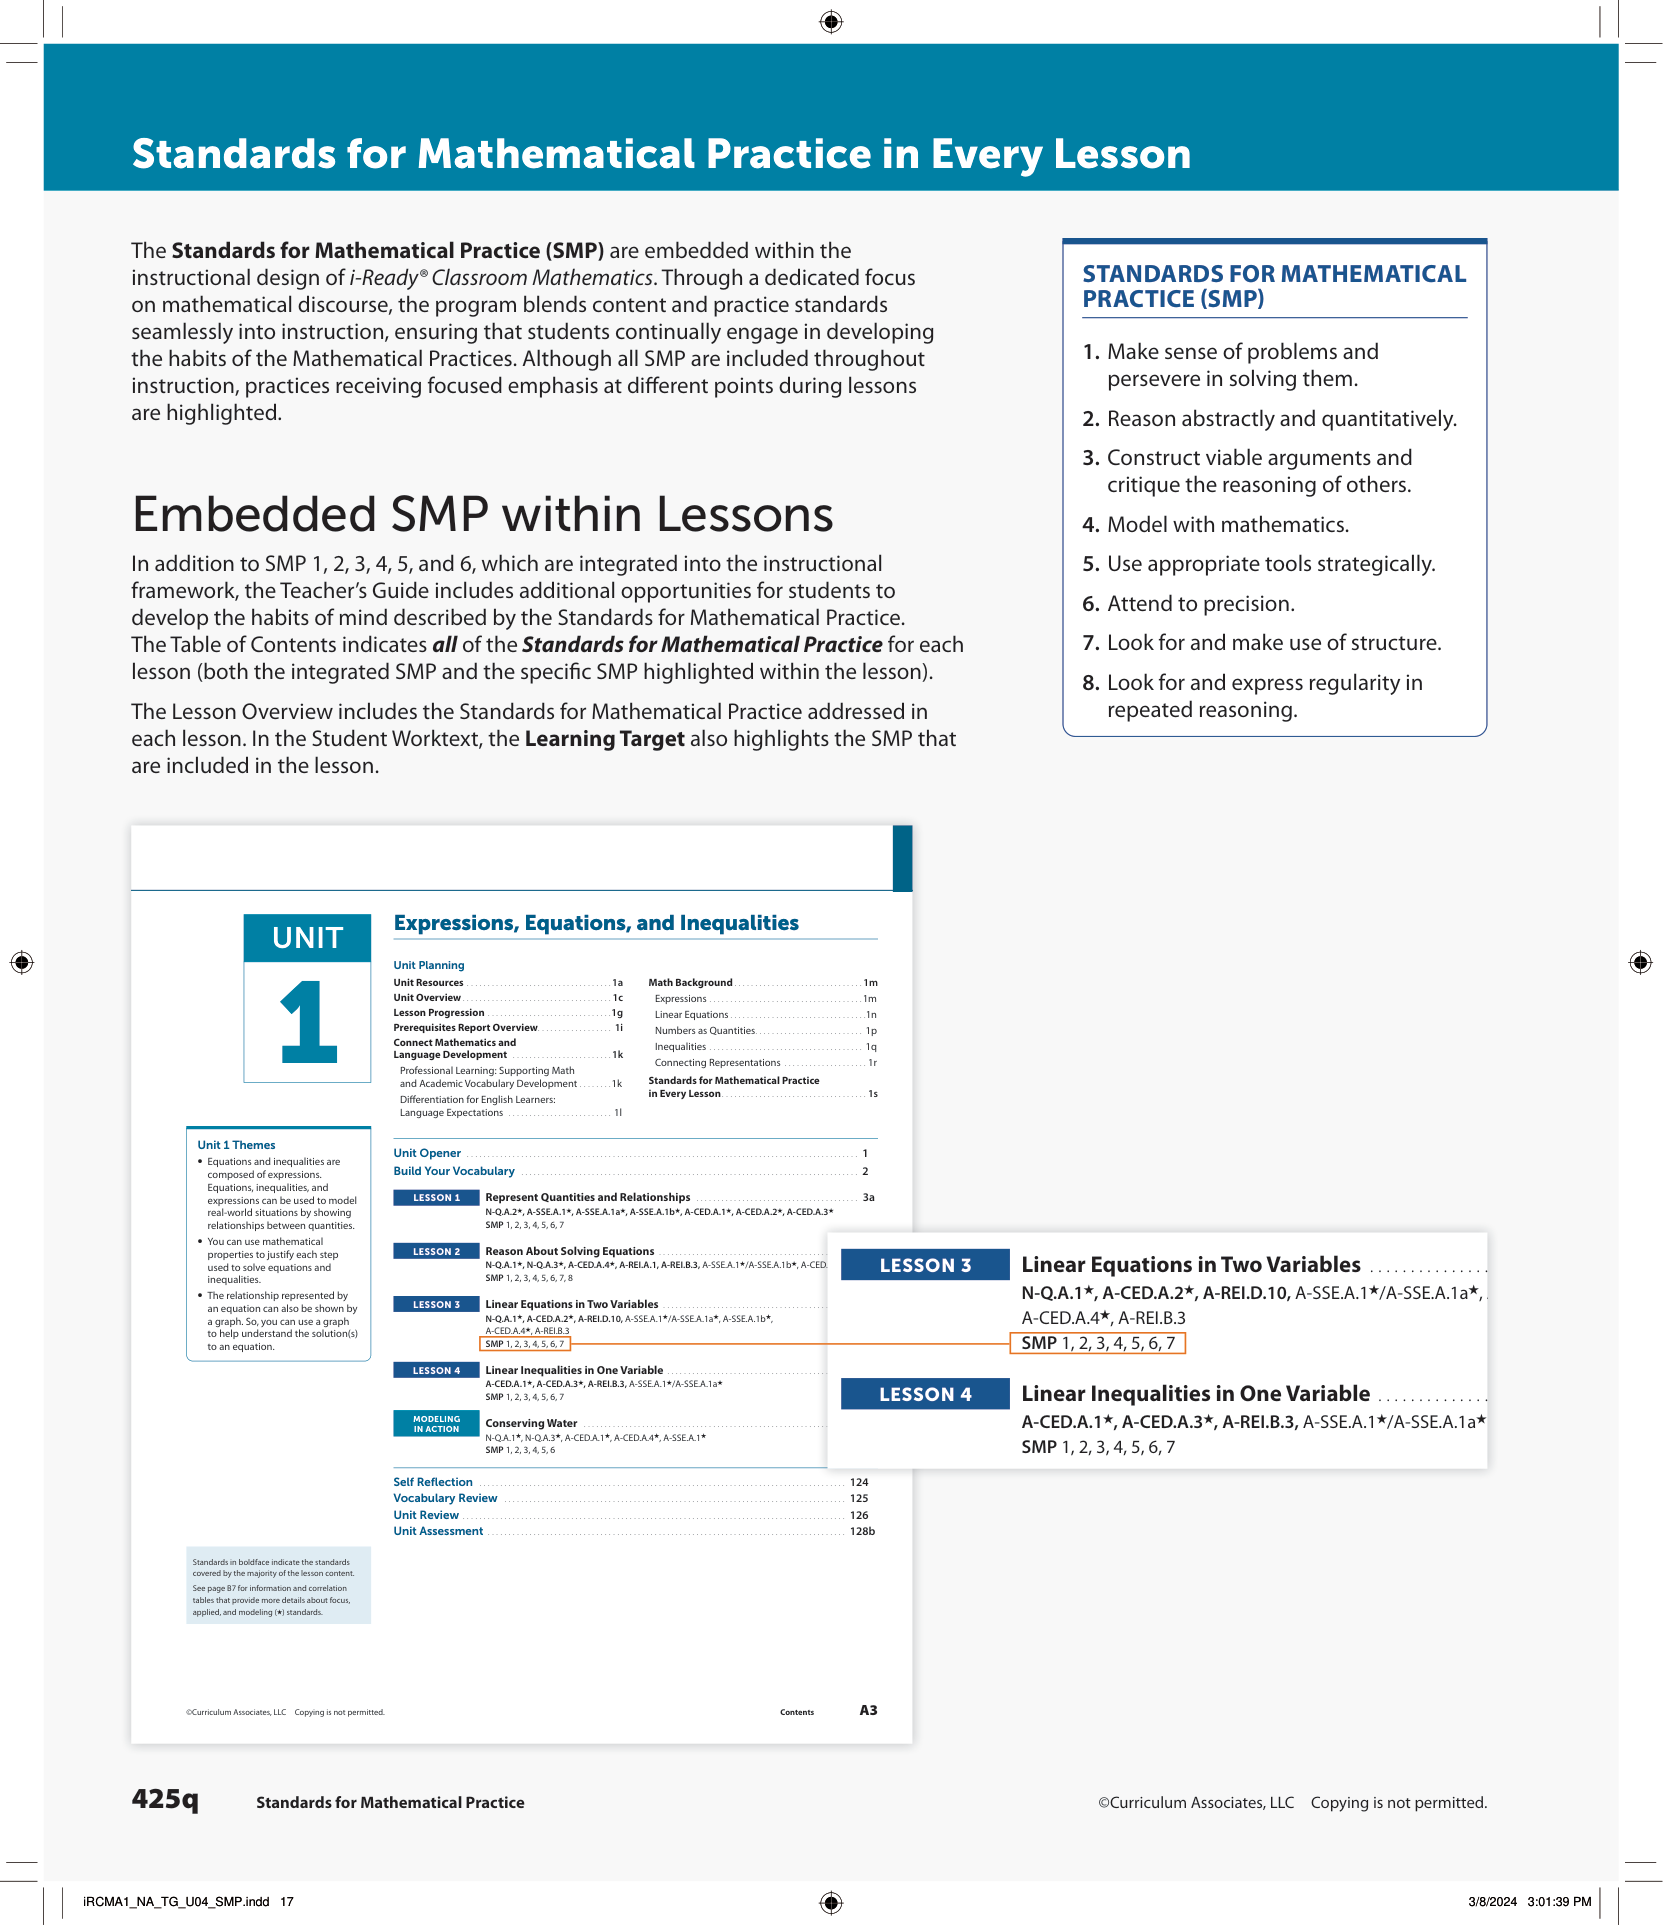 Standards for Mathematical Practice in Every Lesson
The Standards for Mathematical Practice (SMP) are embedded within the
instructional design of i-Ready® Classroom Mathematics. Through a dedicated focus
on mathematical discourse, the program blends content and practice standards
seamlessly into instruction, ensuring that students continually engage in developing
the habits of the Mathematical Practices. Although all SMP are included throughout
instruction, practices receiving focused emphasis at different points during lessons
are highlighted.
Embedded SMP within Lessons
In addition to SMP 1, 2, 3, 4, 5, and 6, which are integrated into the instructional
framework, the Teacher's Guide includes additional opportunities for students to
develop the habits of mind described by the Standards for Mathematical Practice.
The Table of Contents indicates all of the Standards for Mathematical Practice for each
lesson (both the integrated SMP and the specific SMP highlighted within the lesson).
The Lesson Overview includes the Standards for Mathematical Practice addressed in
each lesson. In the Student Worktext, the Learning Target also highlights the SMP that
are included in the lesson.
STANDARDS FOR MATHEMATICAL
PRACTICE (SMP)
1. Make sense of problems and
persevere in solving them.
2. Reason abstractly and quantitatively.
3. Construct viable arguments and
critique the reasoning of others.
4. Model with mathematics.
5. Use appropriate tools strategically.
6. Attend to precision.
7. Look for and make use of structure.
8. Look for and express regularity in
repeated reasoning.
UNIT
1
Expressions, Equations, and Inequalities
Unit Planning
Unit Resources 1a
Unit Overview 1c
Lesson Progression 1g
Prerequisites Report Overview 1i
Connect Mathematics and
Language Development 1k
Professional Learning: Supporting Math
and Academic Vocabulary Development 1k
Differentiation for English Learners:
Language Expectations 1l
Math Background 1m
Expressions 1m
Linear Equations 1n
Numbers as Quantities 1p
Inequalities 1q
Connecting Representations 1r
Standards for Mathematical Practice
in Every Lesson 1s
Unit 1 Themes
• Equations and inequalities are
composed of expressions.
Equations, inequalities, and
expressions can be used to model
real-world situations by showing
relationships between quantities.
• You can use mathematical
properties to justify each step
used to solve equations and
inequalities.
• The relationship represented by
an equation can also be shown by
a graph. So, you can use a graph
to help understand the solution(s)
to an equation.
Unit Opener 1
Build Your Vocabulary 2
LESSON 1 Represent Quantities and Relationships 3a
N-Q.A.2★, A-SSE.A.1★, A-SSE.A.1a★, A-SSE.A.1b★, A-CED.A.1★, A-CED.A.2★, A-CED.A.3★
SMP 1, 2, 3, 4, 5, 6, 7
LESSON 2 Reason About Solving Equations
N-Q.A.1★, N-Q.A.3★, A-CED.A.4★, A-REI.A.1, A-REI.B.3, A-SSE.A.1★/A-SSE.A.1b★, A-CED.
SMP 1, 2, 3, 4, 5, 6, 7, 8
LESSON 3 Linear Equations in Two Variables
N-Q.A.1★, A-CED.A.2★, A-REI.D.10, A-SSE.A.1★/A-SSE.A.1a★, A-SSE.A.1b★,
A-CED.A.4★, A-REI.B.3
SMP 1, 2, 3, 4, 5, 6, 7
LESSON 4 Linear Inequalities in One Variable
A-CED.A.1★, A-CED.A.3★, A-REI.B.3, A-SSE.A.1★/A-SSE.A.1a★
SMP 1, 2, 3, 4, 5, 6, 7
MODELING
IN ACTION
Conserving Water
N-Q.A.1★, N-Q.A.3★, A-CED.A.1★, A-CED.A.4★, A-SSE.A.1★
SMP 1, 2, 3, 4, 5, 6
Self Reflection 124
Vocabulary Review 125
Unit Review 126
Unit Assessment 128b
LESSON 3 Linear Equations in Two Variables
N-Q.A.1★, A-CED.A.2★, A-REI.D.10, A-SSE.A.1★/A-SSE.A.1a★,
A-CED.A.4★, A-REI.B.3
SMP 1, 2, 3, 4, 5, 6, 7
LESSON 4 Linear Inequalities in One Variable
A-CED.A.1★, A-CED.A.3★, A-REI.B.3, A-SSE.A.1★/A-SSE.A.1a★
SMP 1, 2, 3, 4, 5, 6, 7
Standards in boldface indicate the standards
covered by the majority of the lesson content.
See page B7 for information and correlation
tables that provide more details about focus,
applied, and modeling (★) standards.
©Curriculum Associates, LLC Copying is not permitted.
Contents A3
425q Standards for Mathematical Practice
©Curriculum Associates, LLC Copying is not permitted.
iRCMA1_NA_TG_U04_SMP.indd 17
3/8/2024 3:01:39 PM